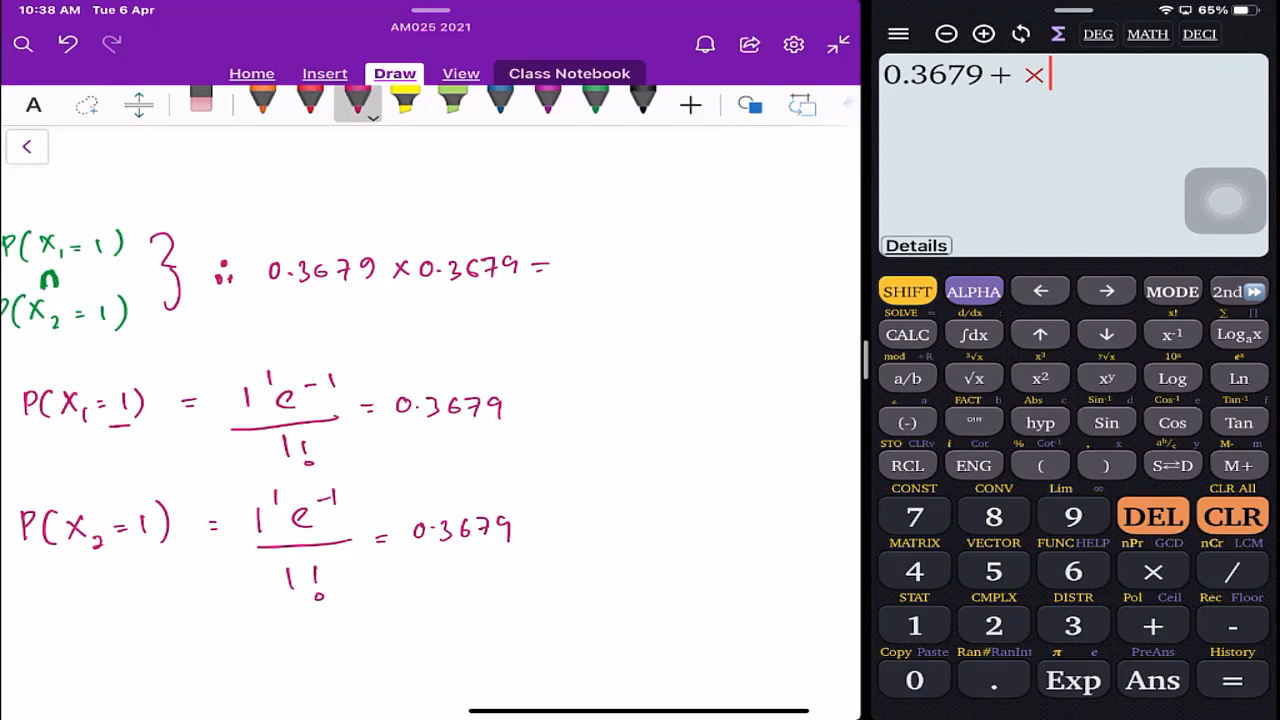 10:38 AM Tue 6 Apr
AM025 2021
Home Insert Draw View Class Notebook
A
P(X₁ = 1)
∩
P(X₂ = 1)
∴ 0.3679 × 0.3679 =
P(X₁ = 1) = 1¹e⁻¹ / 1! = 0.3679
P(X₂ = 1) = 1¹e⁻¹ / 1! = 0.3679
65%
Σ DEG MATH DECI
0.3679 + ×
Details
SHIFT ALPHA ← → MODE 2nd
SOLVE = d/dx : x! Σ ∏
CALC ∫dx ↑ ↓ x⁻¹ Logₐx
mod ÷R ³√x x³ ʸ√x 10ˣ eˣ
a/b √x x² xʸ Log Ln
∠ a FACT b Abs c Sin⁻¹ d Cos⁻¹ e Tan⁻¹ f
(-) °'" hyp Sin Cos Tan
STO CLRv i Cot % Cot⁻¹ , x aᵇ/c y M- m
RCL ENG ( ) S⇄D M+
CONST CONV Lim ∞ CLR All
7 8 9 DEL CLR
MATRIX VECTOR FUNC HELP nPr GCD nCr LCM
4 5 6 × /
STAT CMPLX DISTR Pol Ceil Rec Floor
1 2 3 + -
Copy Paste Ran# RanInt π e PreAns History
0 . Exp Ans =